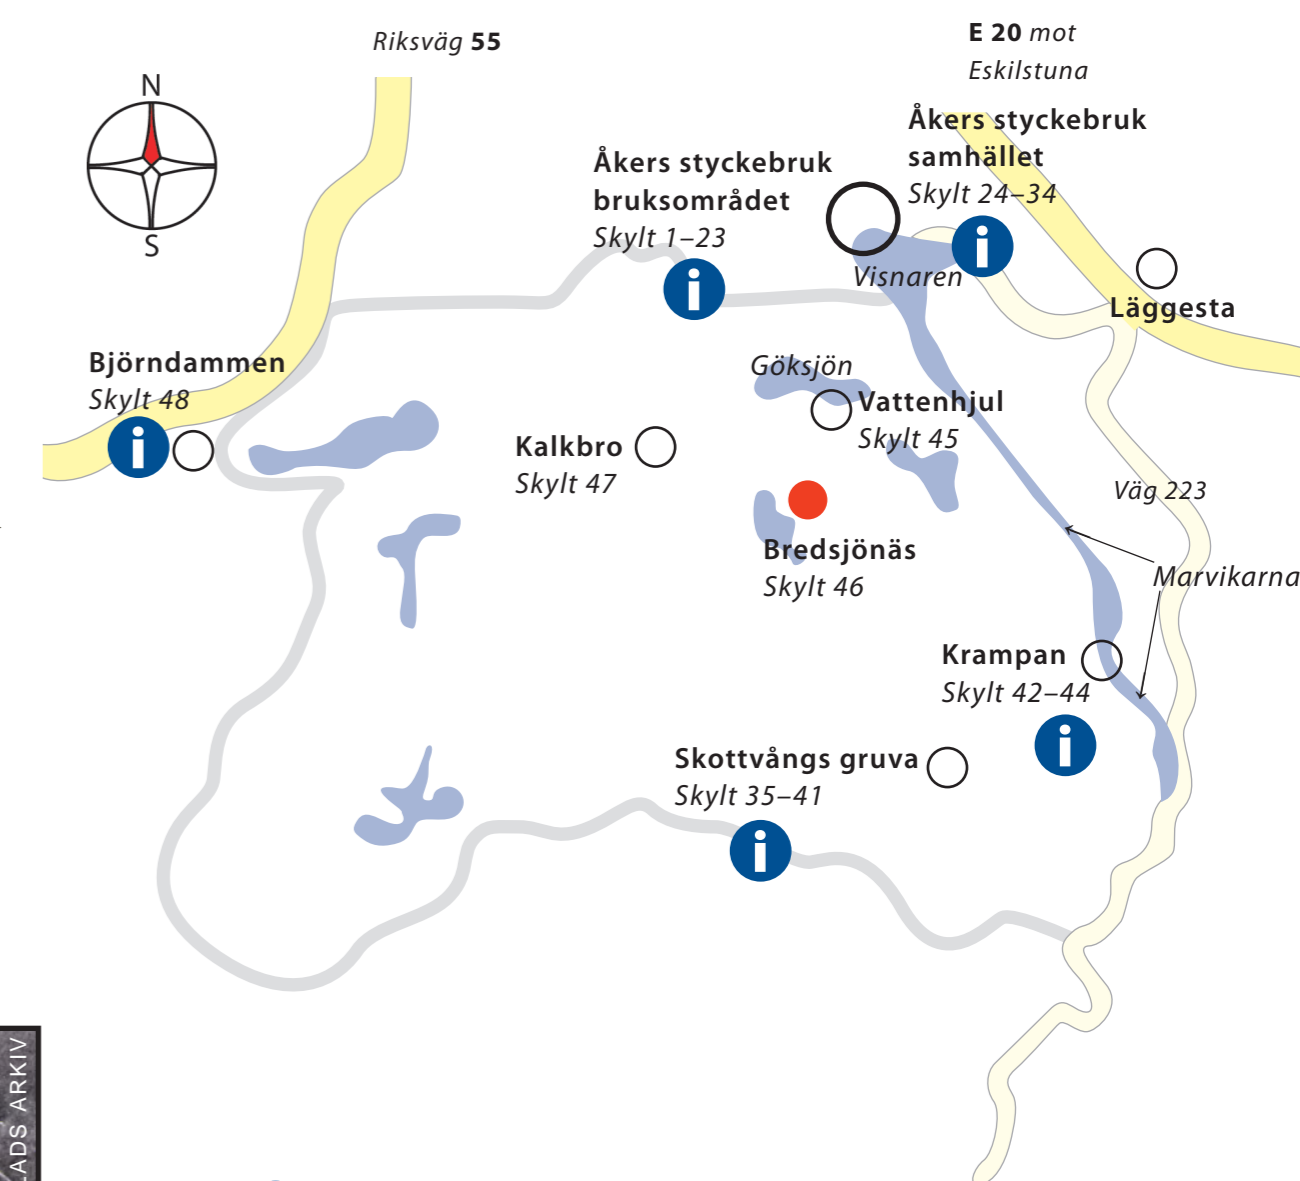 Riksväg 55
E 20 mot
Eskilstuna
N
S
Åkers styckebruk
samhället
Skylt 24–34
Åkers styckebruk
bruksområdet
Skylt 1–23
Visnaren
Läggesta
Björndammen
Skylt 48
Göksjön
Vattenhjul
Skylt 45
Kalkbro
Skylt 47
Väg 223
Bredsjönäs
Skylt 46
Marvikarna
Krampan
Skylt 42–44
Skottvångs gruva
Skylt 35–41
i
i
i
i
i
LADS ARKIV